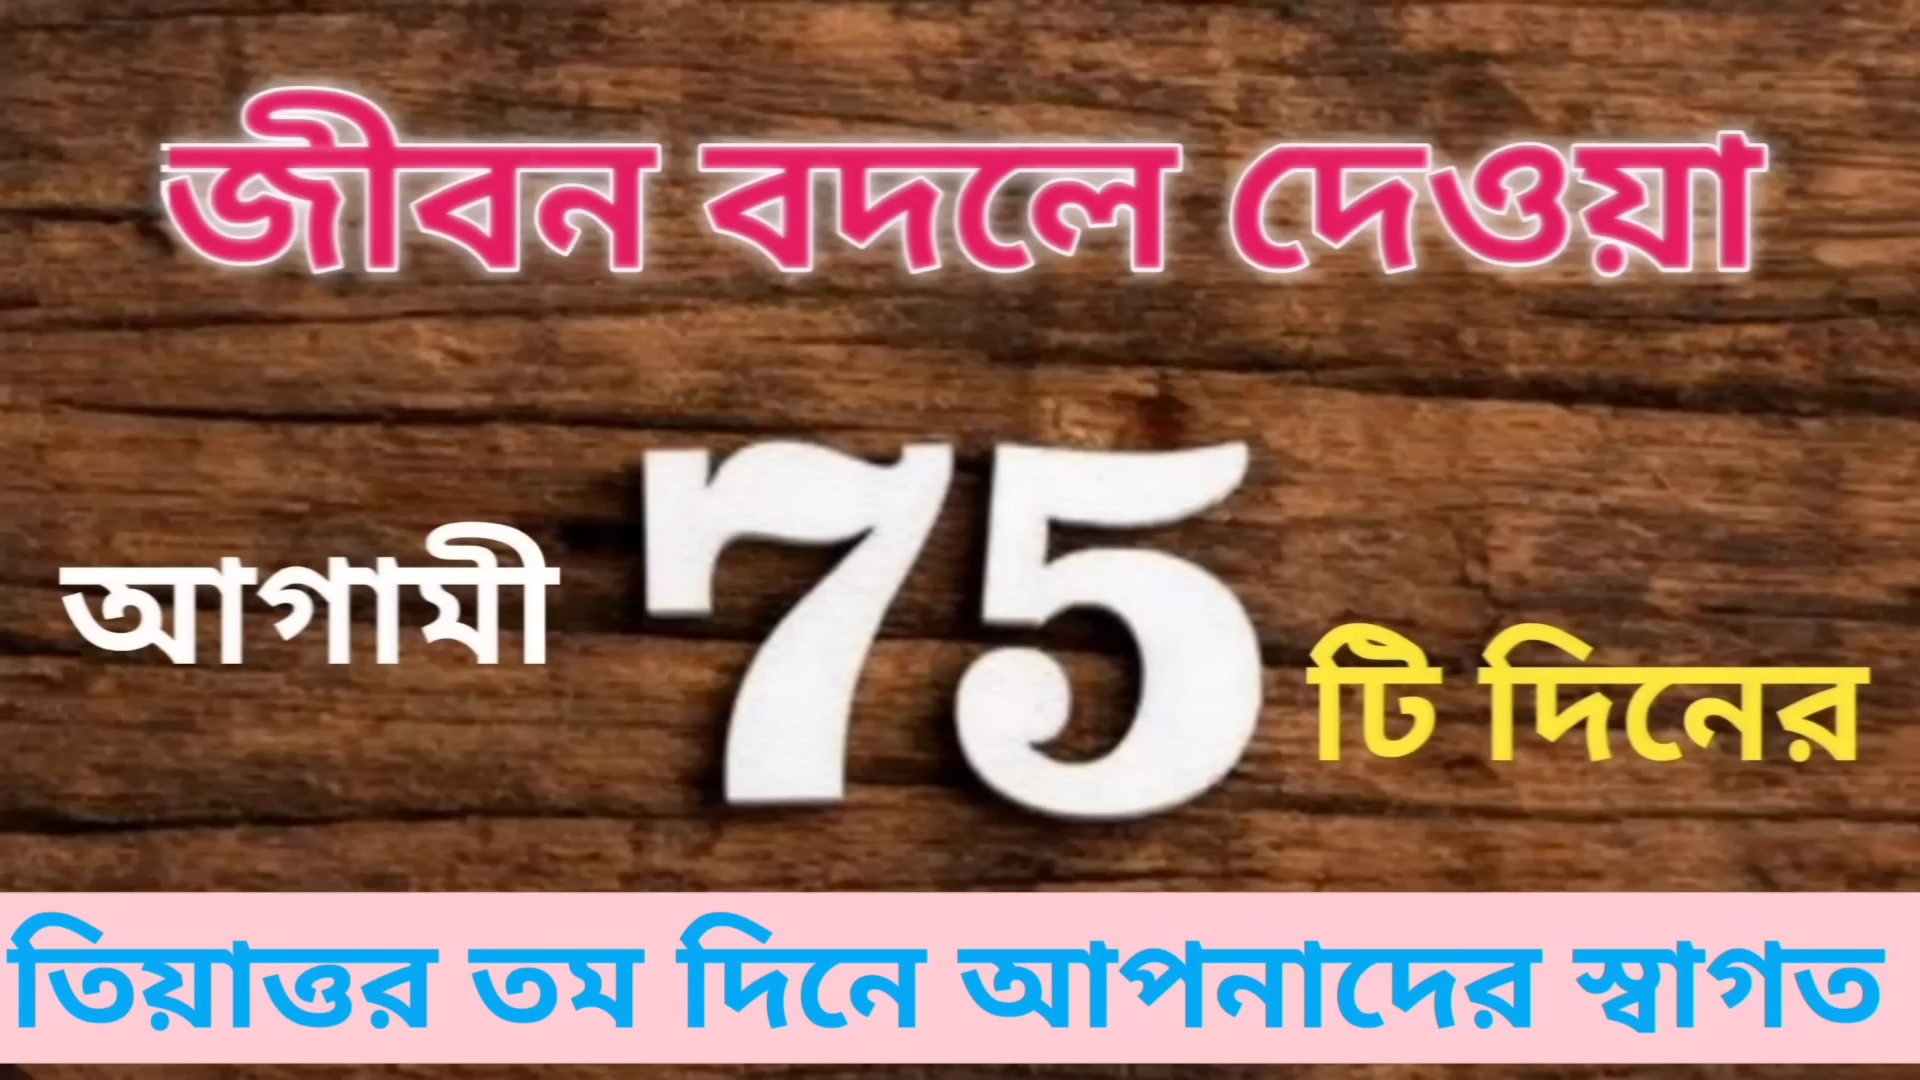 জীবন বদলে দেওয়া
আগামী 75 টি দিনের
তিয়াত্তর তম দিনে আপনাদের স্বাগত